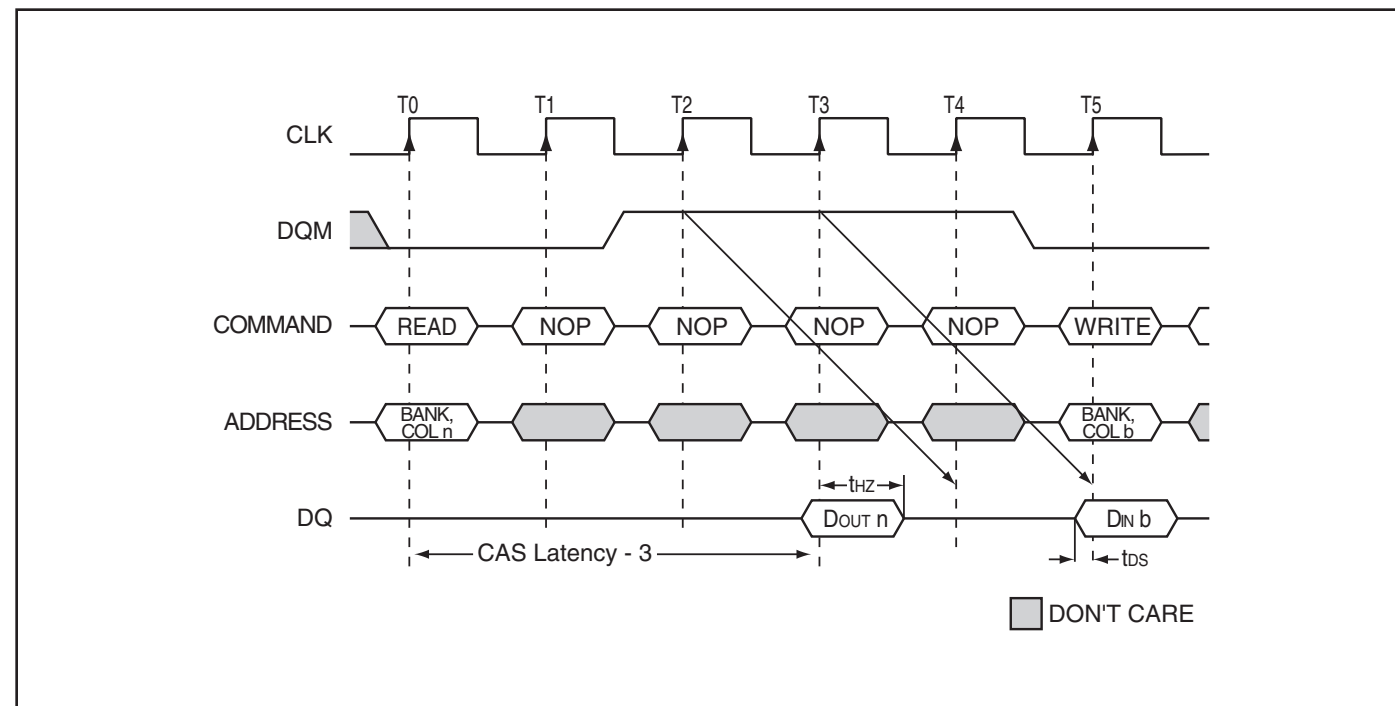 T0 T1 T2 T3 T4 T5
CLK
DQM
COMMAND READ NOP NOP NOP NOP WRITE
ADDRESS BANK, COL n BANK, COL b
tHZ
DQ DOUT n DIN b
CAS Latency - 3 tDS
DON'T CARE